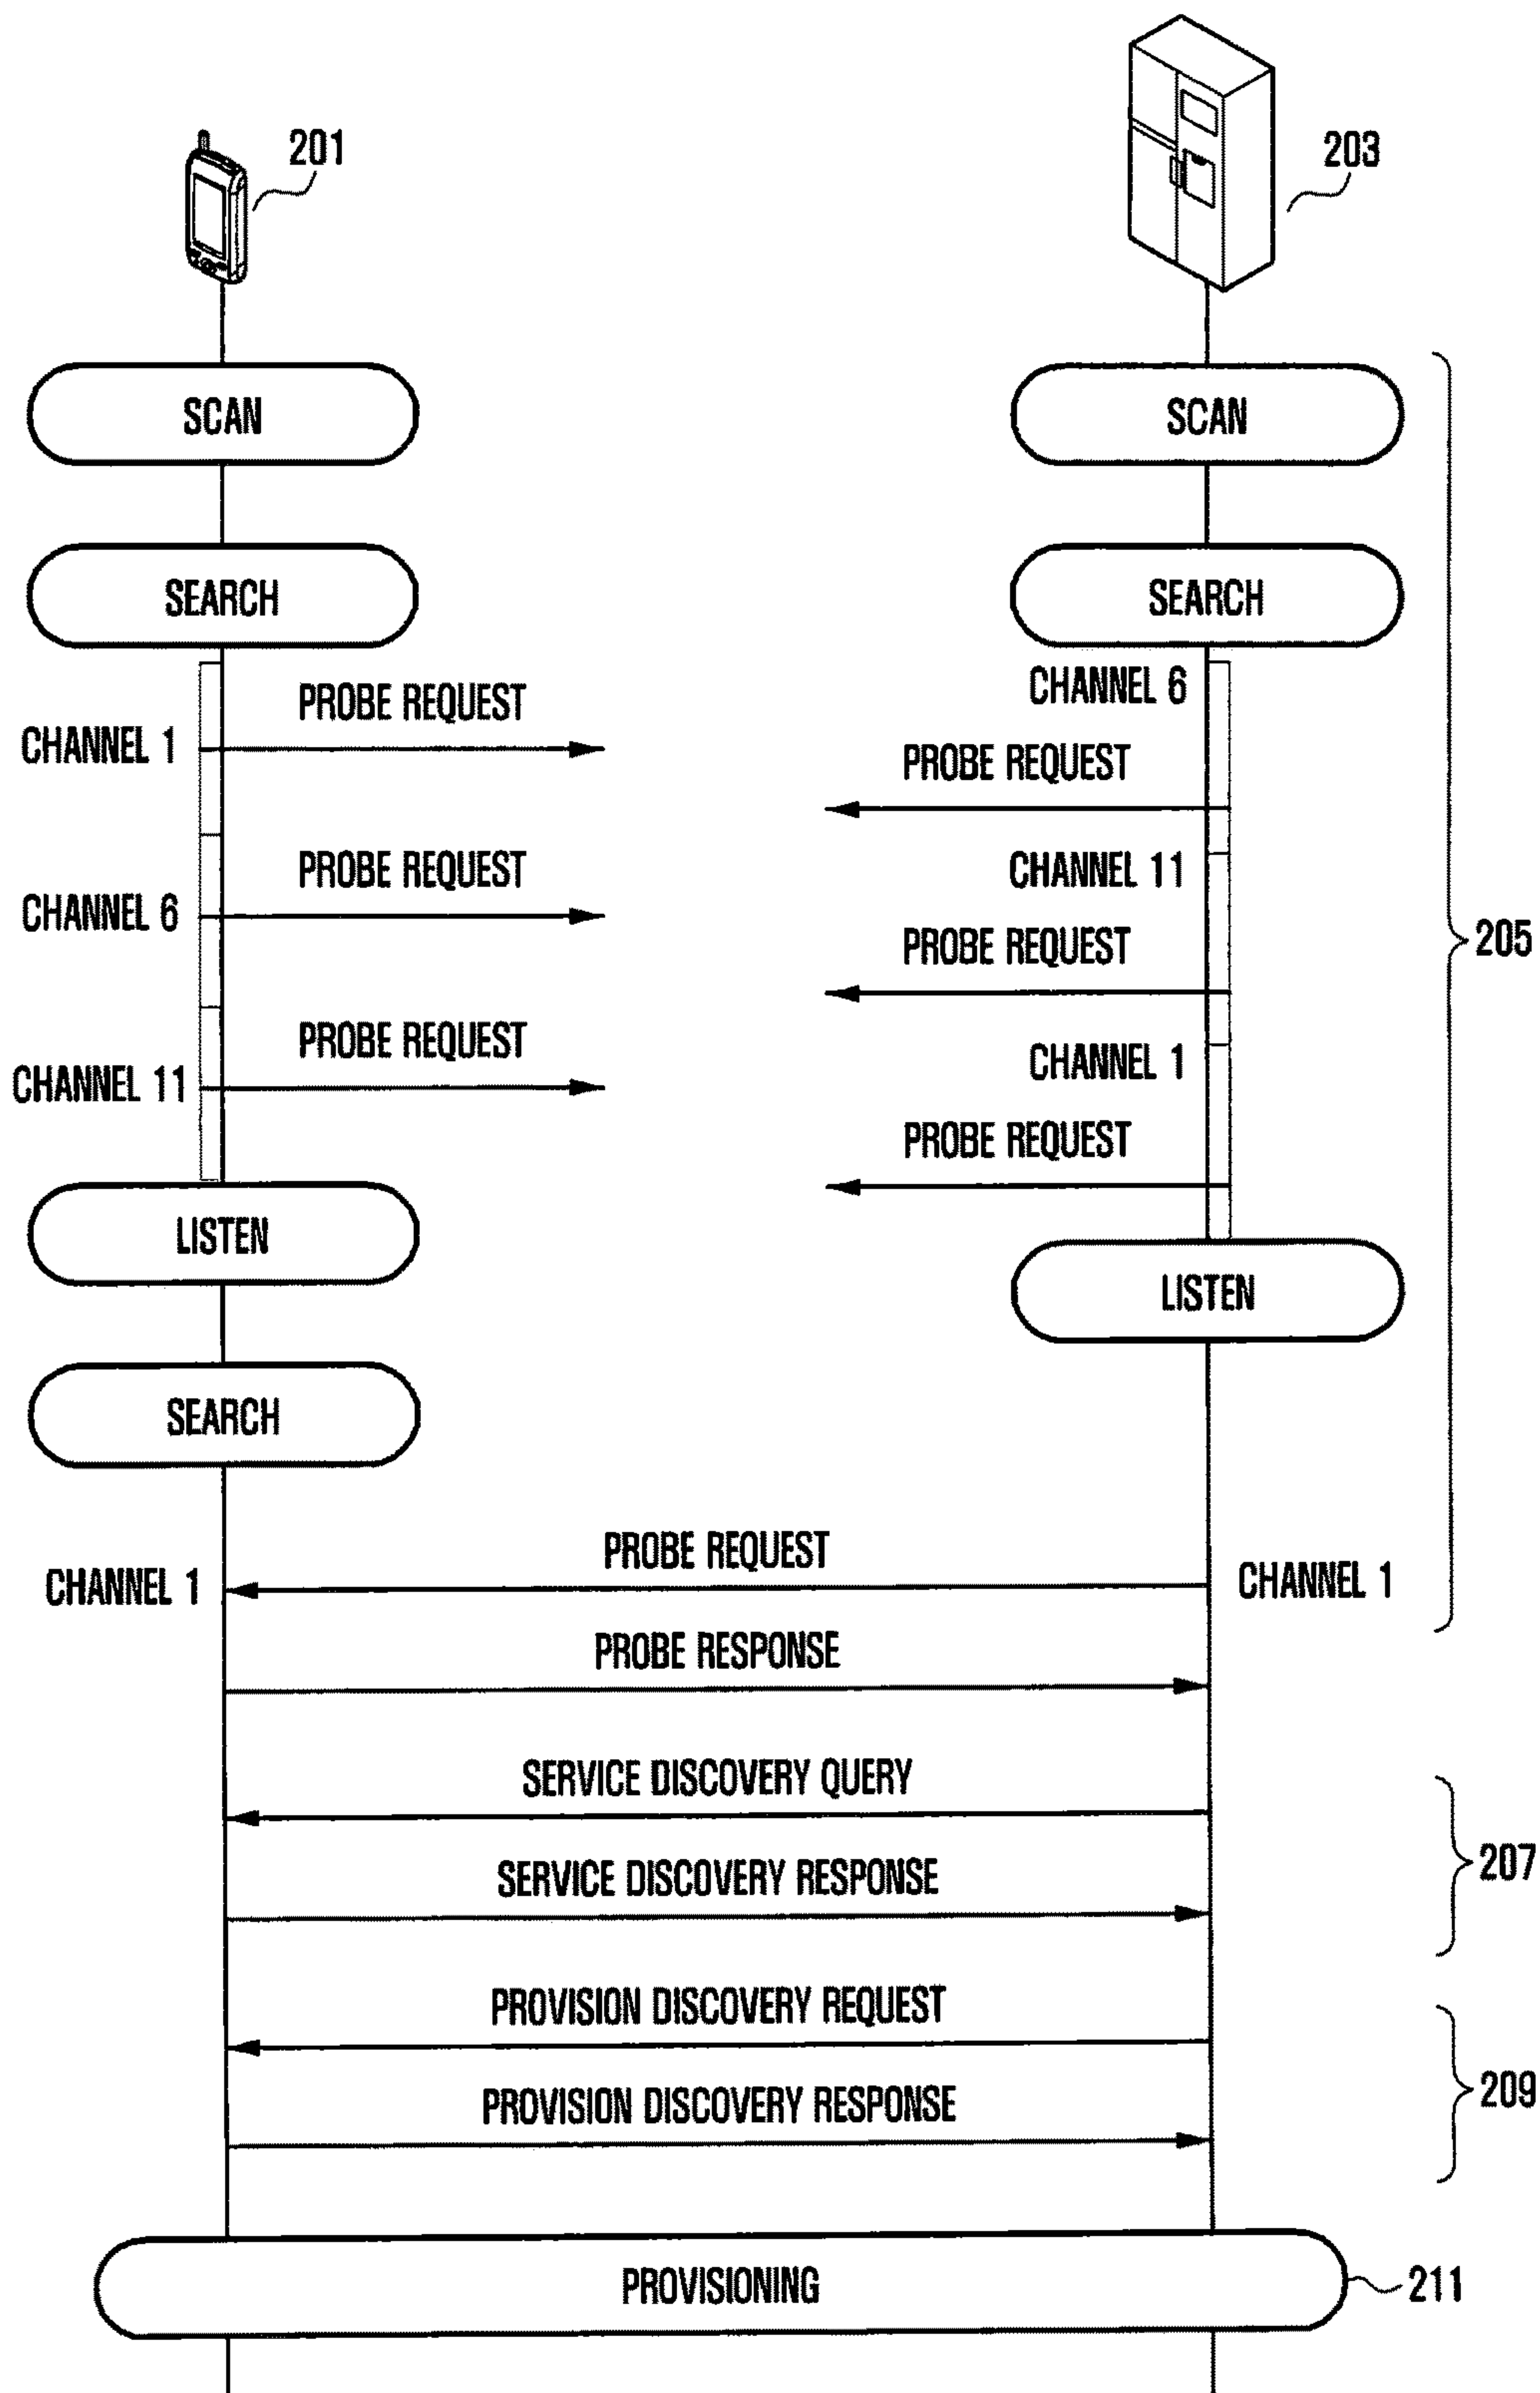 201
203
SCAN
SCAN
SEARCH
SEARCH
CHANNEL 6
PROBE REQUEST
CHANNEL 1
PROBE REQUEST
PROBE REQUEST
CHANNEL 11
CHANNEL 6
205
PROBE REQUEST
PROBE REQUEST
CHANNEL 1
CHANNEL 11
PROBE REQUEST
LISTEN
LISTEN
SEARCH
PROBE REQUEST
CHANNEL 1
CHANNEL 1
PROBE RESPONSE
SERVICE DISCOVERY QUERY
207
SERVICE DISCOVERY RESPONSE
PROVISION DISCOVERY REQUEST
209
PROVISION DISCOVERY RESPONSE
PROVISIONING
211